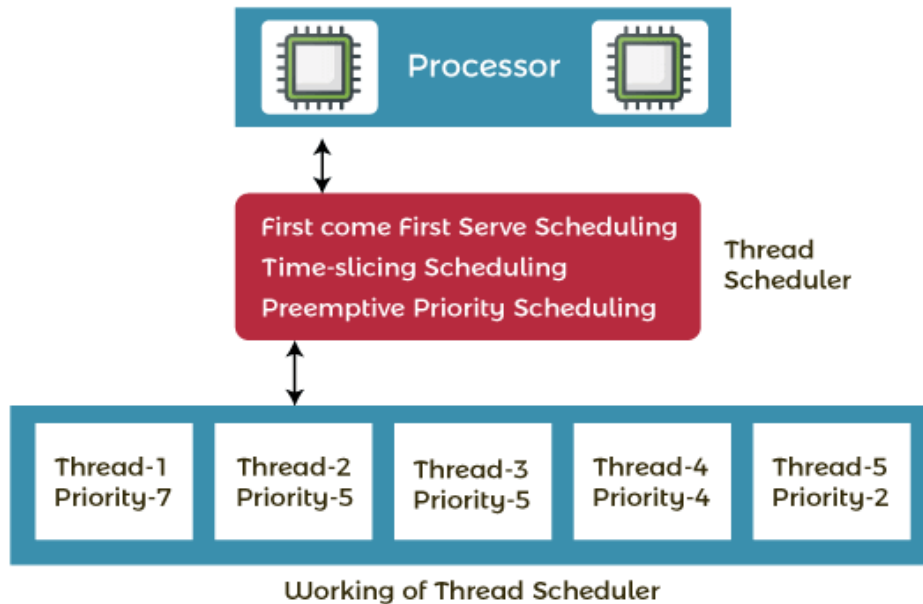 Processor
First come First Serve Scheduling
Time-slicing Scheduling
Preemptive Priority Scheduling
Thread
Scheduler
Thread-1
Priority-7
Thread-2
Priority-5
Thread-3
Priority-5
Thread-4
Priority-4
Thread-5
Priority-2
Working of Thread Scheduler